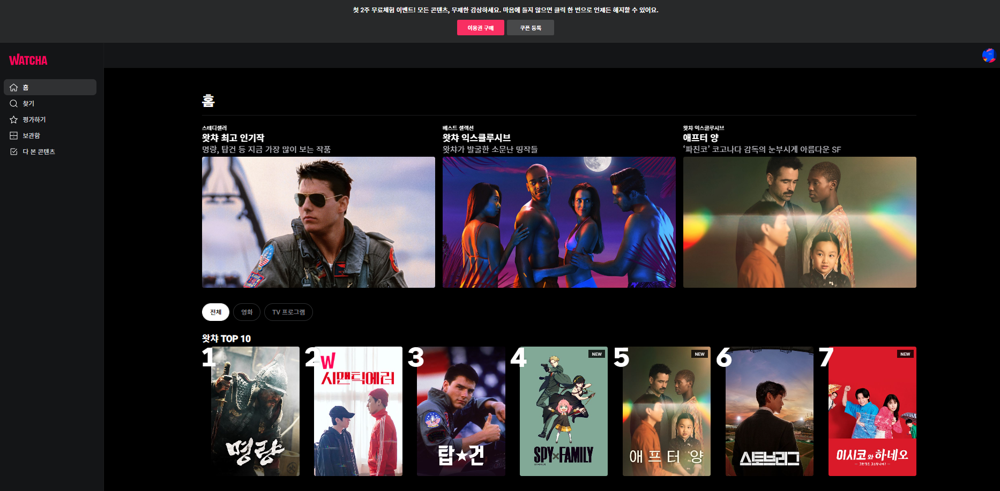 첫 2주 무료체험 이벤트! 모든 콘텐츠, 무제한 감상하세요. 마음에 들지 않으면 클릭 한 번으로 언제든 해지할 수 있어요.
이용권 구매
쿠폰 등록
WATCHA
홈
찾기
평가하기
보관함
다 본 콘텐츠
홈
스테디셀러
왓챠 최고 인기작
명량, 탑건 등 지금 가장 많이 보는 작품
베스트 셀렉션
왓챠 익스클루시브
왓챠가 발굴한 소문난 띵작들
왓챠 익스클루시브
애프터 양
‘파친코’ 코고나다 감독의 눈부시게 아름다운 SF
전체
영화
TV 프로그램
왓챠 TOP 10
1
명량
2
W
시맨틱에러
3
탑★건
4
NEW
SPY×FAMILY
5
NEW
애프터 양
6
스토브리그
7
NEW
이시코와 하네오